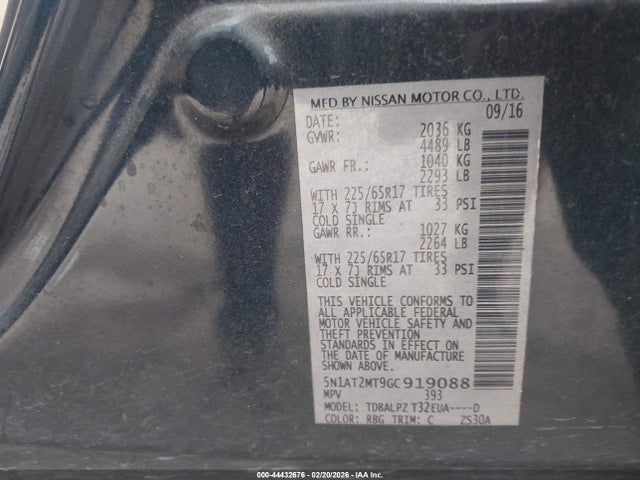 MFD BY NISSAN MOTOR CO., LTD.
DATE: 09/16
GVWR: 2036 KG
4489 LB
GAWR FR.: 1040 KG
2293 LB
WITH 225/65R17 TIRES
17 X 7J RIMS AT 33 PSI
COLD SINGLE
GAWR RR.: 1027 KG
2264 LB
WITH 225/65R17 TIRES
17 X 7J RIMS AT 33 PSI
COLD SINGLE
THIS VEHICLE CONFORMS TO
ALL APPLICABLE FEDERAL
MOTOR VEHICLE SAFETY AND
THEFT PREVENTION
STANDARDS IN EFFECT ON
THE DATE OF MANUFACTURE
SHOWN ABOVE.
5N1AT2MT9GC919088
MPV 393
MODEL: TDBALPZ T32EUA----D
COLOR: RBG TRIM: C ZS30A
000-44432676 - 02/20/2026 - IAAHQ -